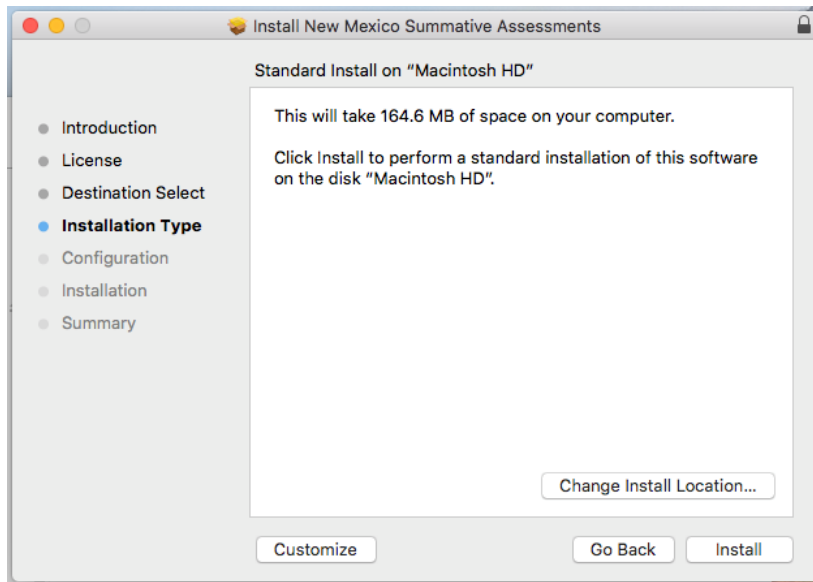 Install New Mexico Summative Assessments
Standard Install on “Macintosh HD”
Introduction
License
Destination Select
Installation Type
Configuration
Installation
Summary
This will take 164.6 MB of space on your computer.
Click Install to perform a standard installation of this software
on the disk “Macintosh HD”.
Change Install Location...
Customize
Go Back
Install